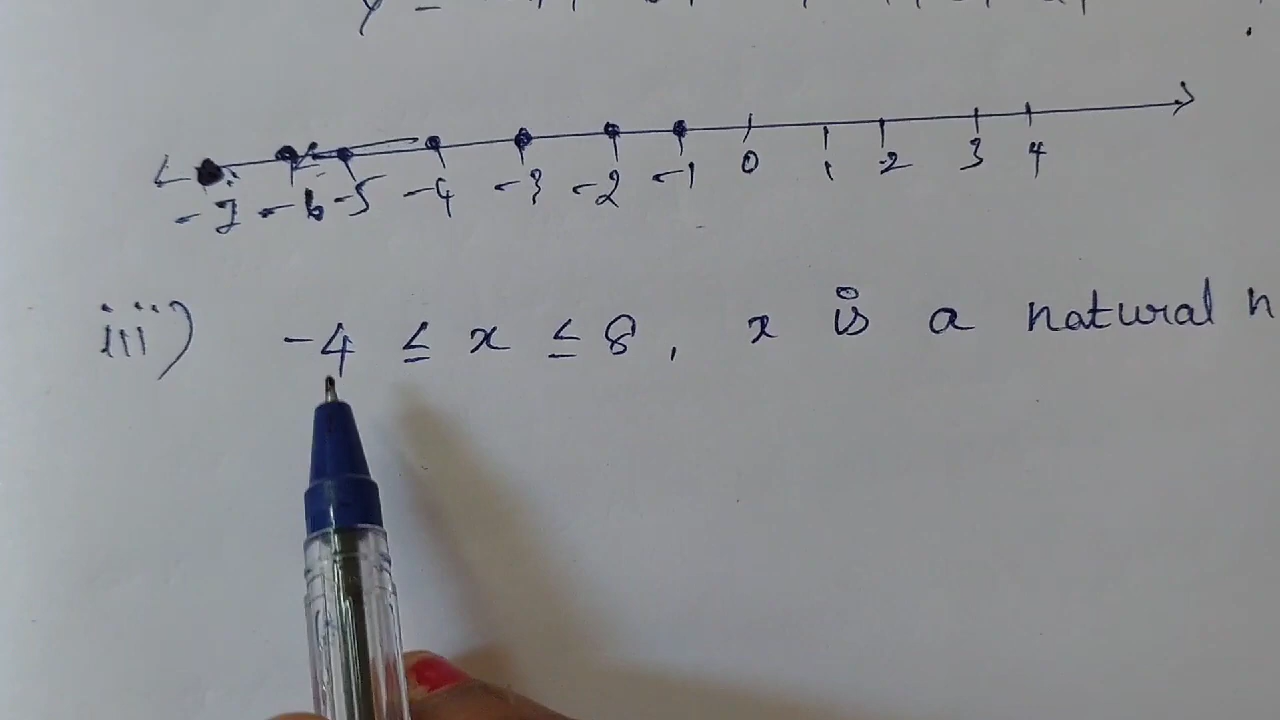 -7 -6 -5 -4 -3 -2 -1 0 1 2 3 4
iii) -4 ≤ x ≤ 8, x is a natural n